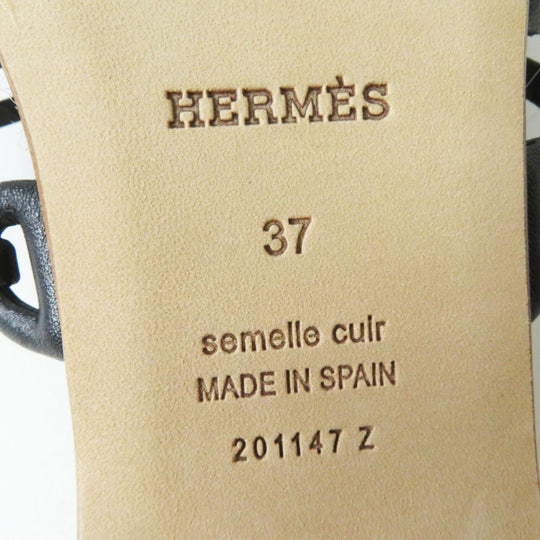 HERMÈS
37
semelle cuir
MADE IN SPAIN
201147 Z